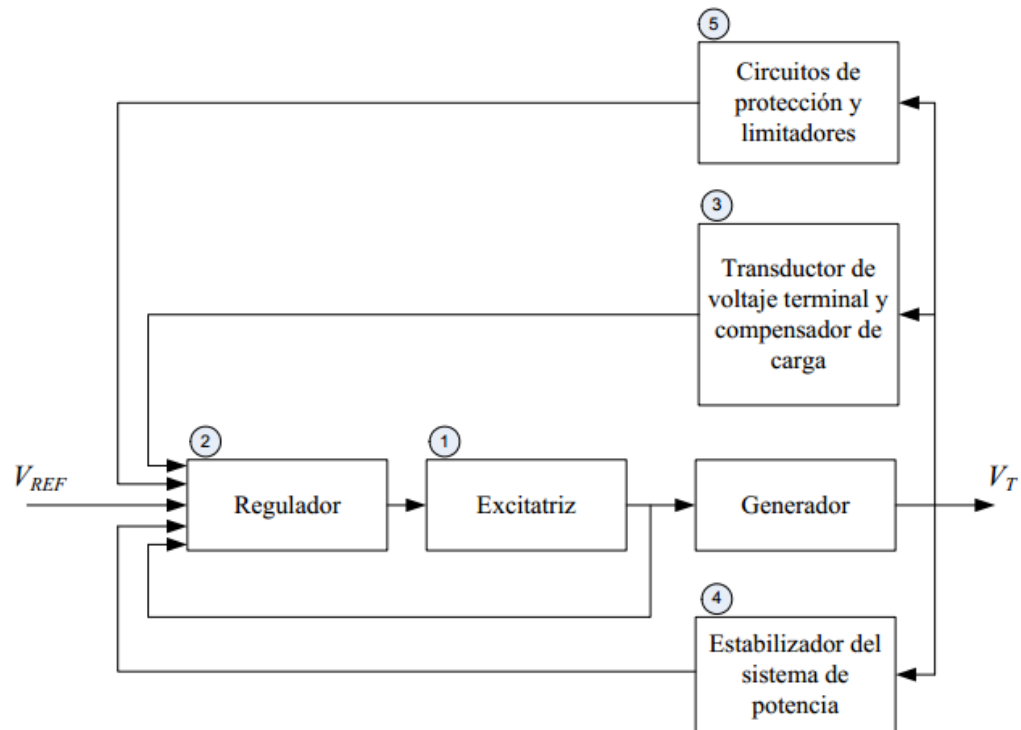 5
Circuitos de
protección y
limitadores
3
Transductor de
voltaje terminal y
compensador de
carga
2
1
V_REF
Regulador
Excitatriz
Generador
V_T
4
Estabilizador del
sistema de
potencia